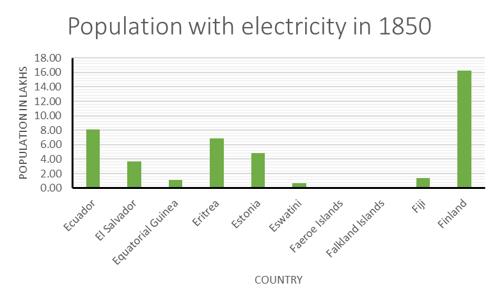 Population with electricity in 1850
POPULATION IN LAKHS
18.00
16.00
14.00
12.00
10.00
8.00
6.00
4.00
2.00
0.00
Ecuador
El Salvador
Equatorial Guinea
Eritrea
Estonia
Eswatini
Faeroe Islands
Falkland Islands
Fiji
Finland
COUNTRY